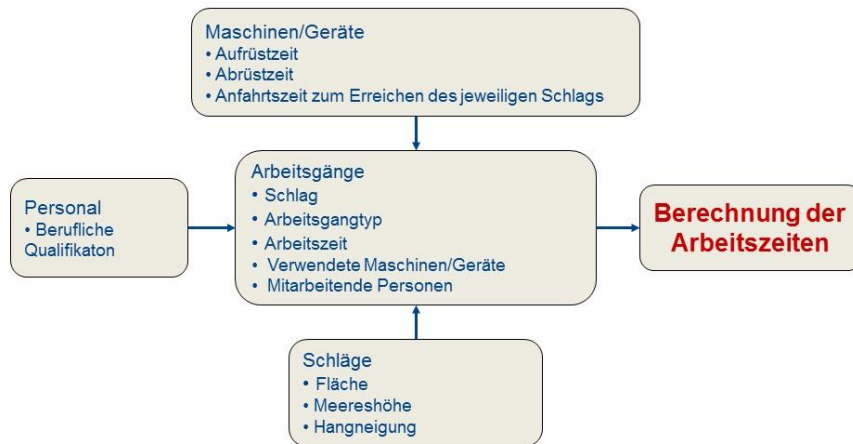 Maschinen/Geräte
• Aufrüstzeit
• Abrüstzeit
• Anfahrtszeit zum Erreichen des jeweiligen Schlags
Personal
• Berufliche
Qualifikaton
Arbeitsgänge
• Schlag
• Arbeitsgangtyp
• Arbeitszeit
• Verwendete Maschinen/Geräte
• Mitarbeitende Personen
Berechnung der
Arbeitszeiten
Schläge
• Fläche
• Meereshöhe
• Hangneigung